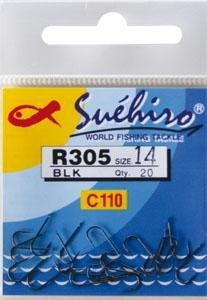 Suéhiro
WORLD FISHING TACKLE
R305 SIZE 14
BLK Qty. 20
C110